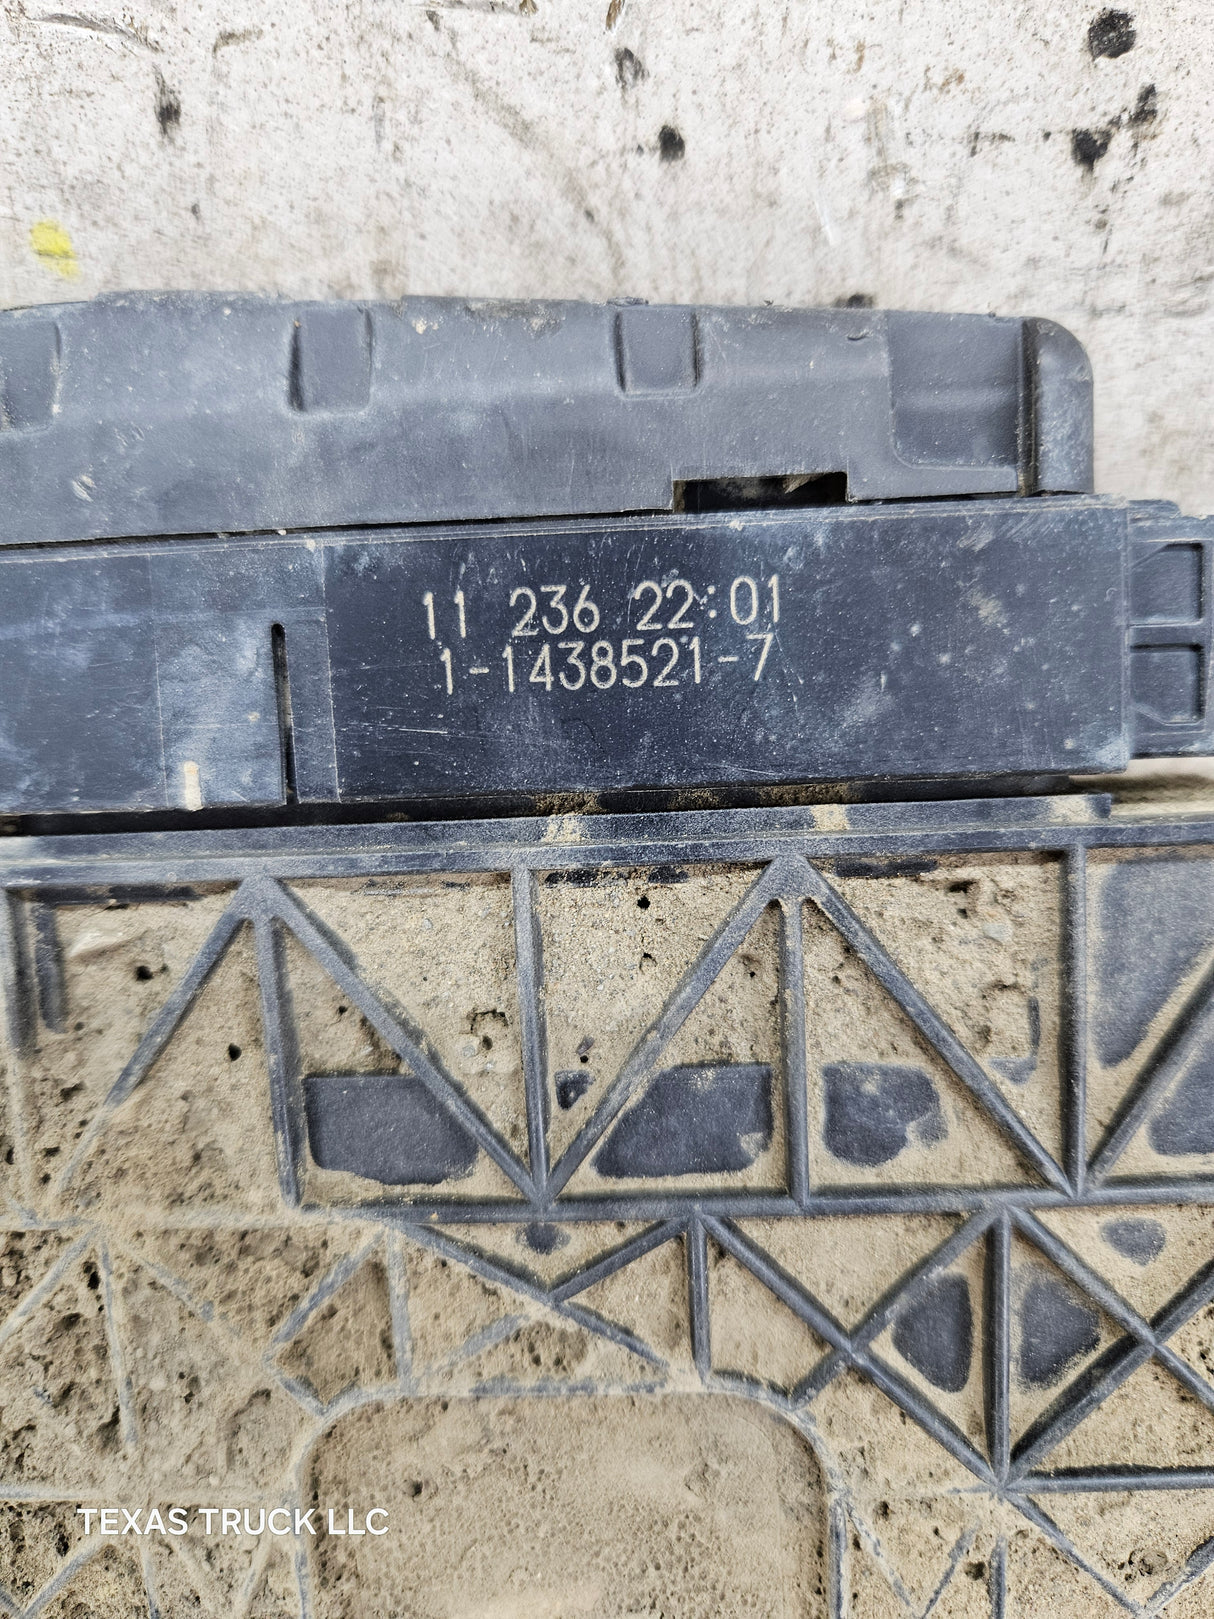 11 236 22:01
1-1438521-7
TEXAS TRUCK LLC